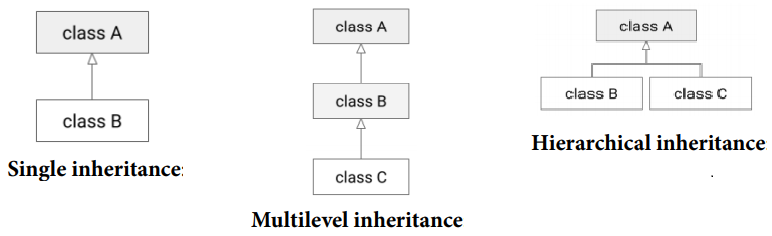 class A
class B
Single inheritance:
class A
class B
class C
Multilevel inheritance
class A
class B
class C
Hierarchical inheritance:
.